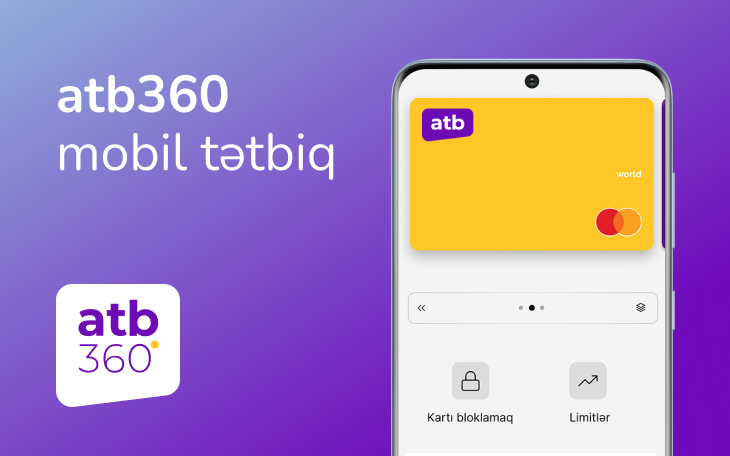 atb360
mobil tətbiq
atb
360
atb
world
Kartı bloklamaq
Limitlər